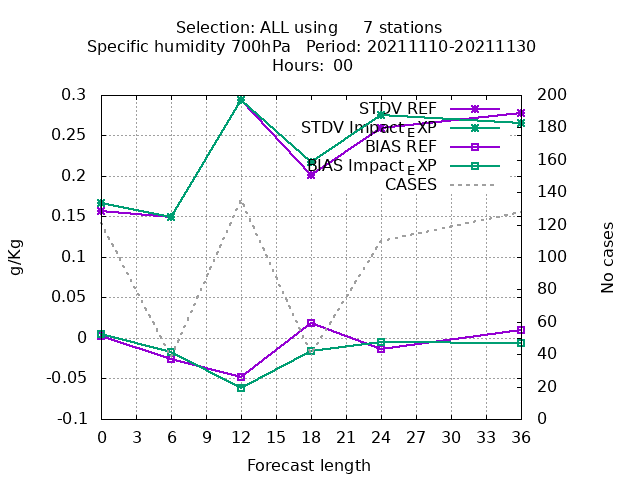 Selection: ALL using 7 stations
Specific humidity 700hPa Period: 20211110-20211130
Hours: 00
g/Kg
0.3
0.25
0.2
0.15
0.1
0.05
0
-0.05
-0.1
STDV REF
STDV Impact_EXP
BIAS REF
BIAS Impact_EXP
CASES
200
180
160
140
120
100
80
60
40
20
0
No cases
0 3 6 9 12 15 18 21 24 27 30 33 36
Forecast length